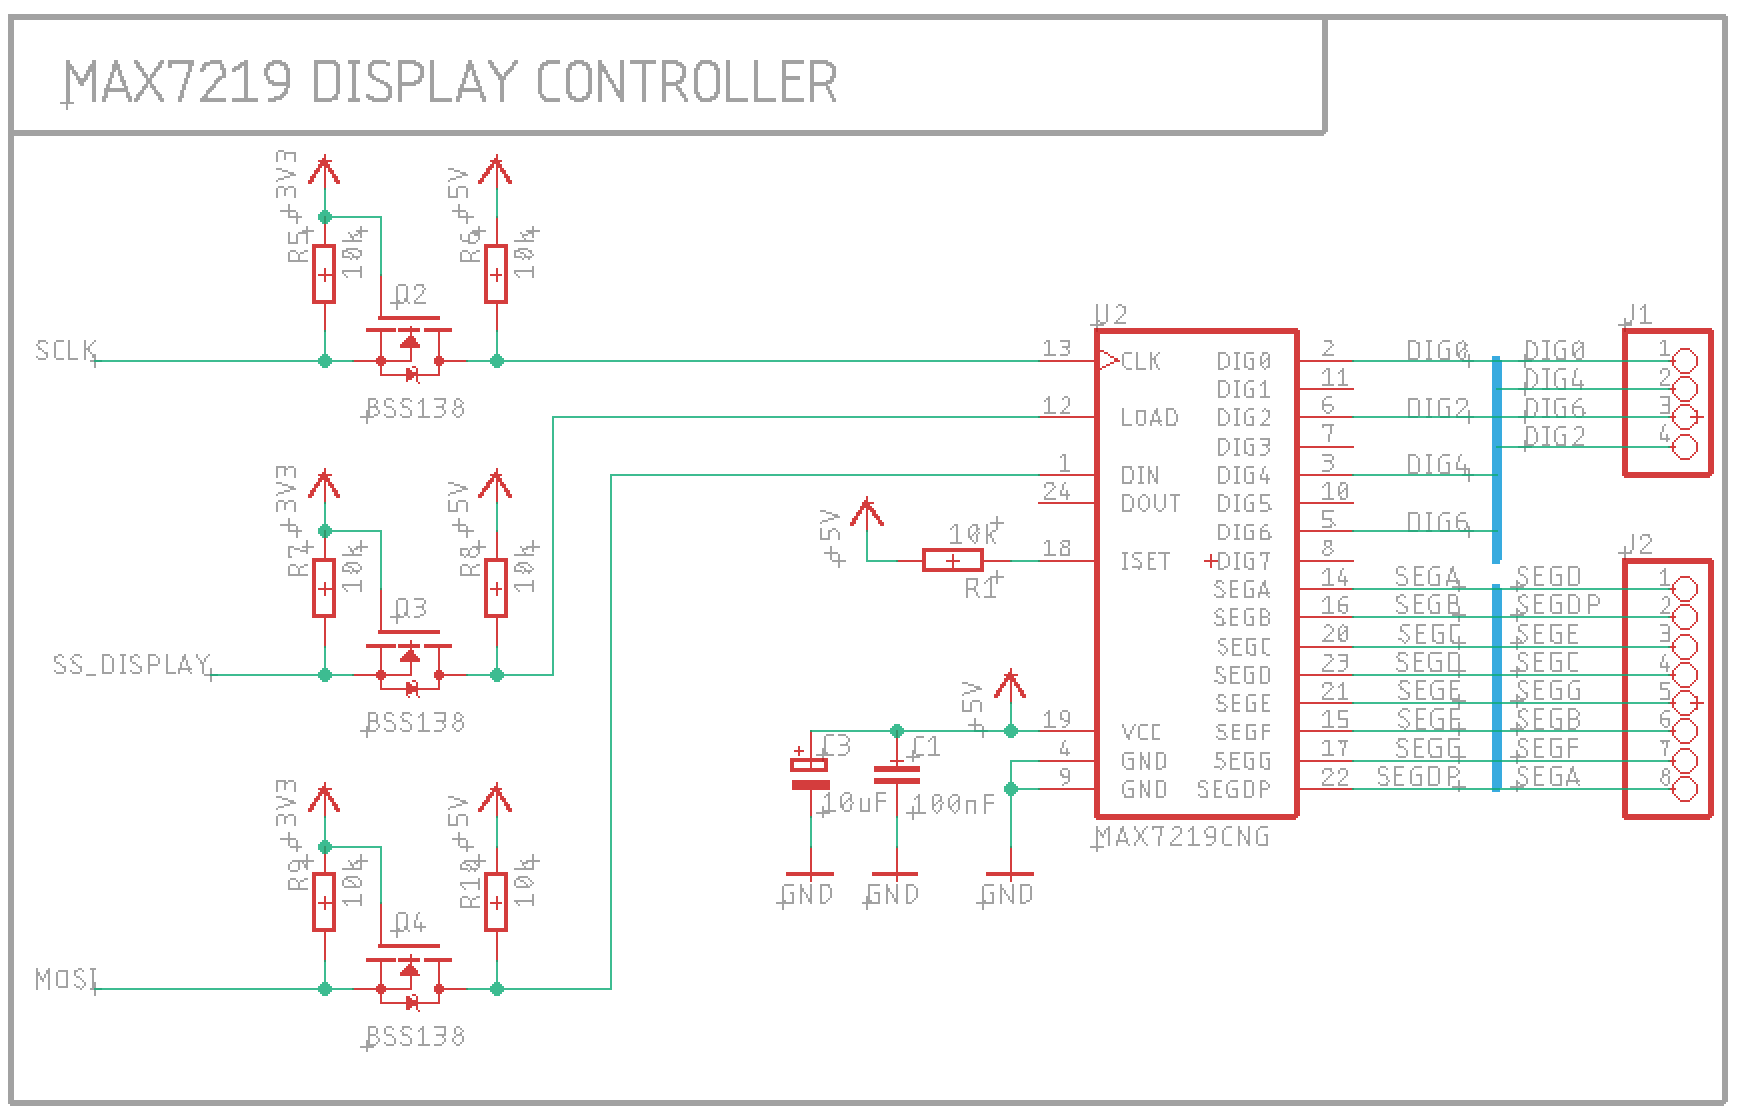 MAX7219 DISPLAY CONTROLLER
+3V3
+5V
R5
10k
R6
10k
Q2
SCLK
BSS138
+3V3
+5V
R7
10k
R8
10k
Q3
SS_DISPLAY
BSS138
+3V3
+5V
R9
10k
R10
10k
Q4
MOSI
BSS138
+5V
10k
R1
+5V
C3
C1
10uF
100nF
GND
GND
GND
U2
13 CLK DIG0 2
DIG1 11
12 LOAD DIG2 6
DIG3 7
1 DIN DIG4 3
24 DOUT DIG5 10
DIG6 5
18 ISET DIG7 8
SEGA 14
SEGB 16
SEGC 20
SEGD 23
SEGE 21
19 VCC SEGF 15
4 GND SEGG 17
9 GND SEGDP 22
MAX7219CNG
DIG0
DIG2
DIG4
DIG6
SEGA
SEGB
SEGC
SEGD
SEGE
SEGF
SEGG
SEGDP
J1
DIG0 1
DIG4 2
DIG6 3
DIG2 4
J2
SEGD 1
SEGDP 2
SEGE 3
SEGC 4
SEGG 5
SEGB 6
SEGF 7
SEGA 8